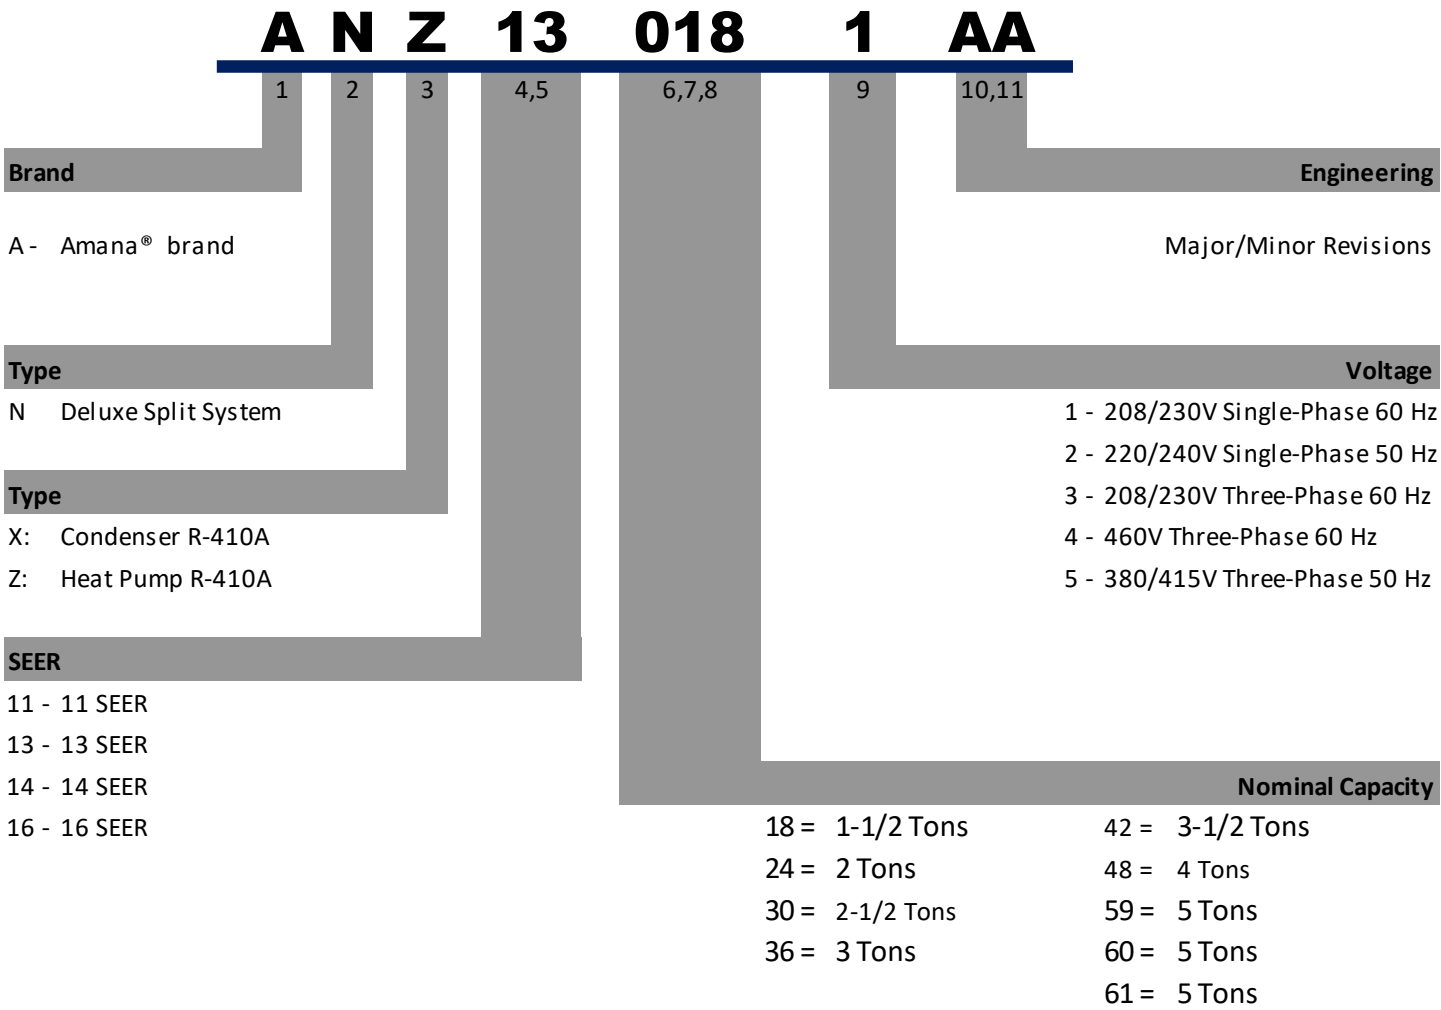 A N Z 13 018 1 AA
1 2 3 4,5 6,7,8 9 10,11
Brand
Engineering
A - Amana® brand
Major/Minor Revisions
Type
Voltage
N Deluxe Split System
1 - 208/230V Single-Phase 60 Hz
2 - 220/240V Single-Phase 50 Hz
Type
3 - 208/230V Three-Phase 60 Hz
X: Condenser R-410A
4 - 460V Three-Phase 60 Hz
Z: Heat Pump R-410A
5 - 380/415V Three-Phase 50 Hz
SEER
11 - 11 SEER
13 - 13 SEER
14 - 14 SEER
16 - 16 SEER
Nominal Capacity
18 = 1-1/2 Tons 42 = 3-1/2 Tons
24 = 2 Tons 48 = 4 Tons
30 = 2-1/2 Tons 59 = 5 Tons
36 = 3 Tons 60 = 5 Tons
61 = 5 Tons